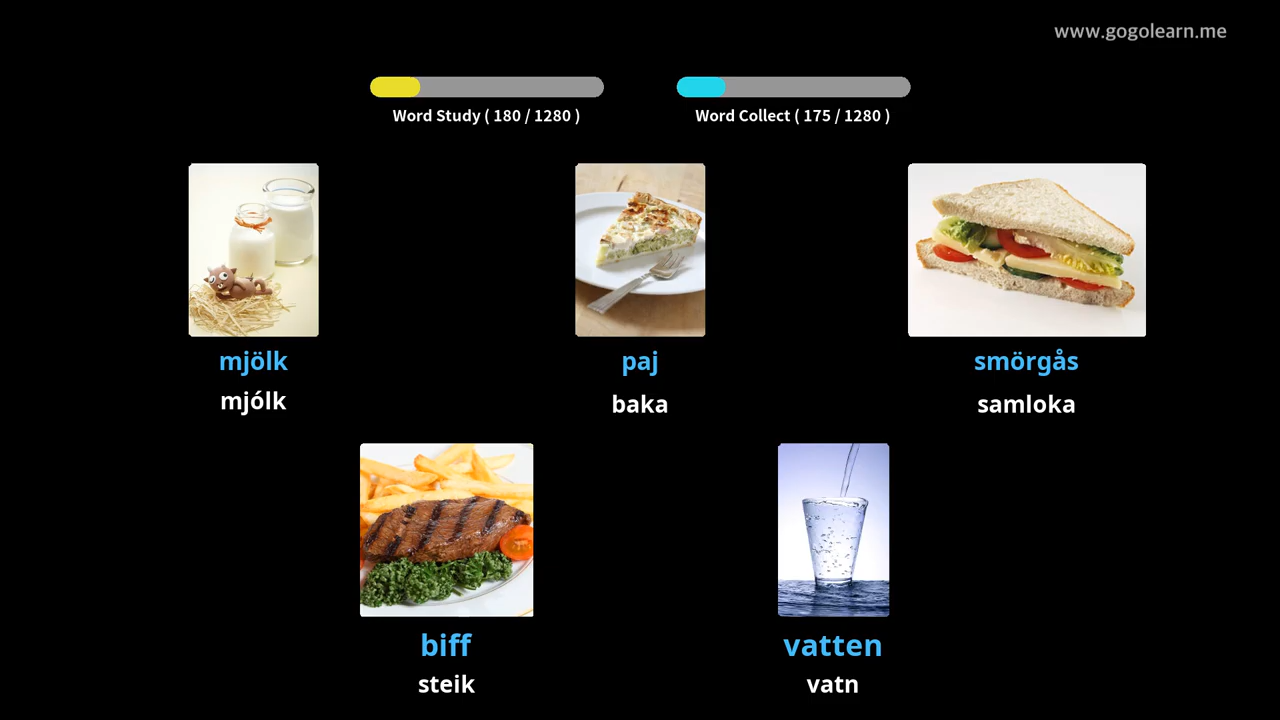 www.gogolearn.me
Word Study ( 180 / 1280 )
Word Collect ( 175 / 1280 )
mjölk
mjólk
paj
baka
smörgås
samloka
biff
steik
vatten
vatn